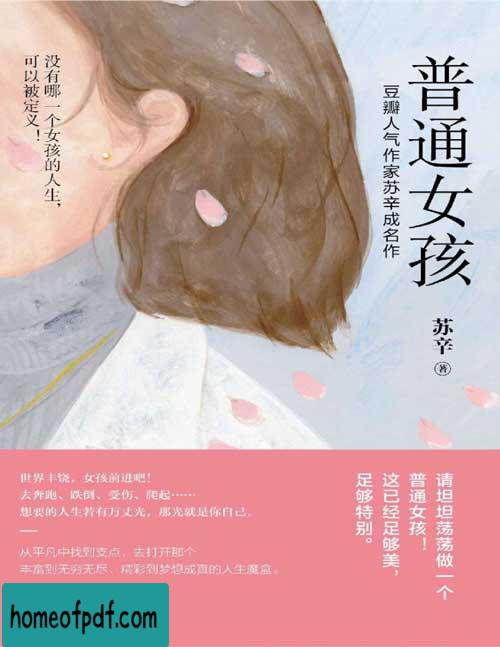 普通女孩
豆瓣人气作家苏辛成名作
苏辛 著
没有哪一个女孩的人生，
可以被定义！
请坦坦荡荡做一个
普通女孩！
这已经足够美，
足够特别。
世界丰饶，女孩前进吧！
去奔跑、跌倒、受伤、爬起……
想要的人生若有万丈光，那光就是你自己。
从平凡中找到支点，去打开那个
丰富到无穷无尽、精彩到梦想成真的人生魔盒。
homeofpdf.com